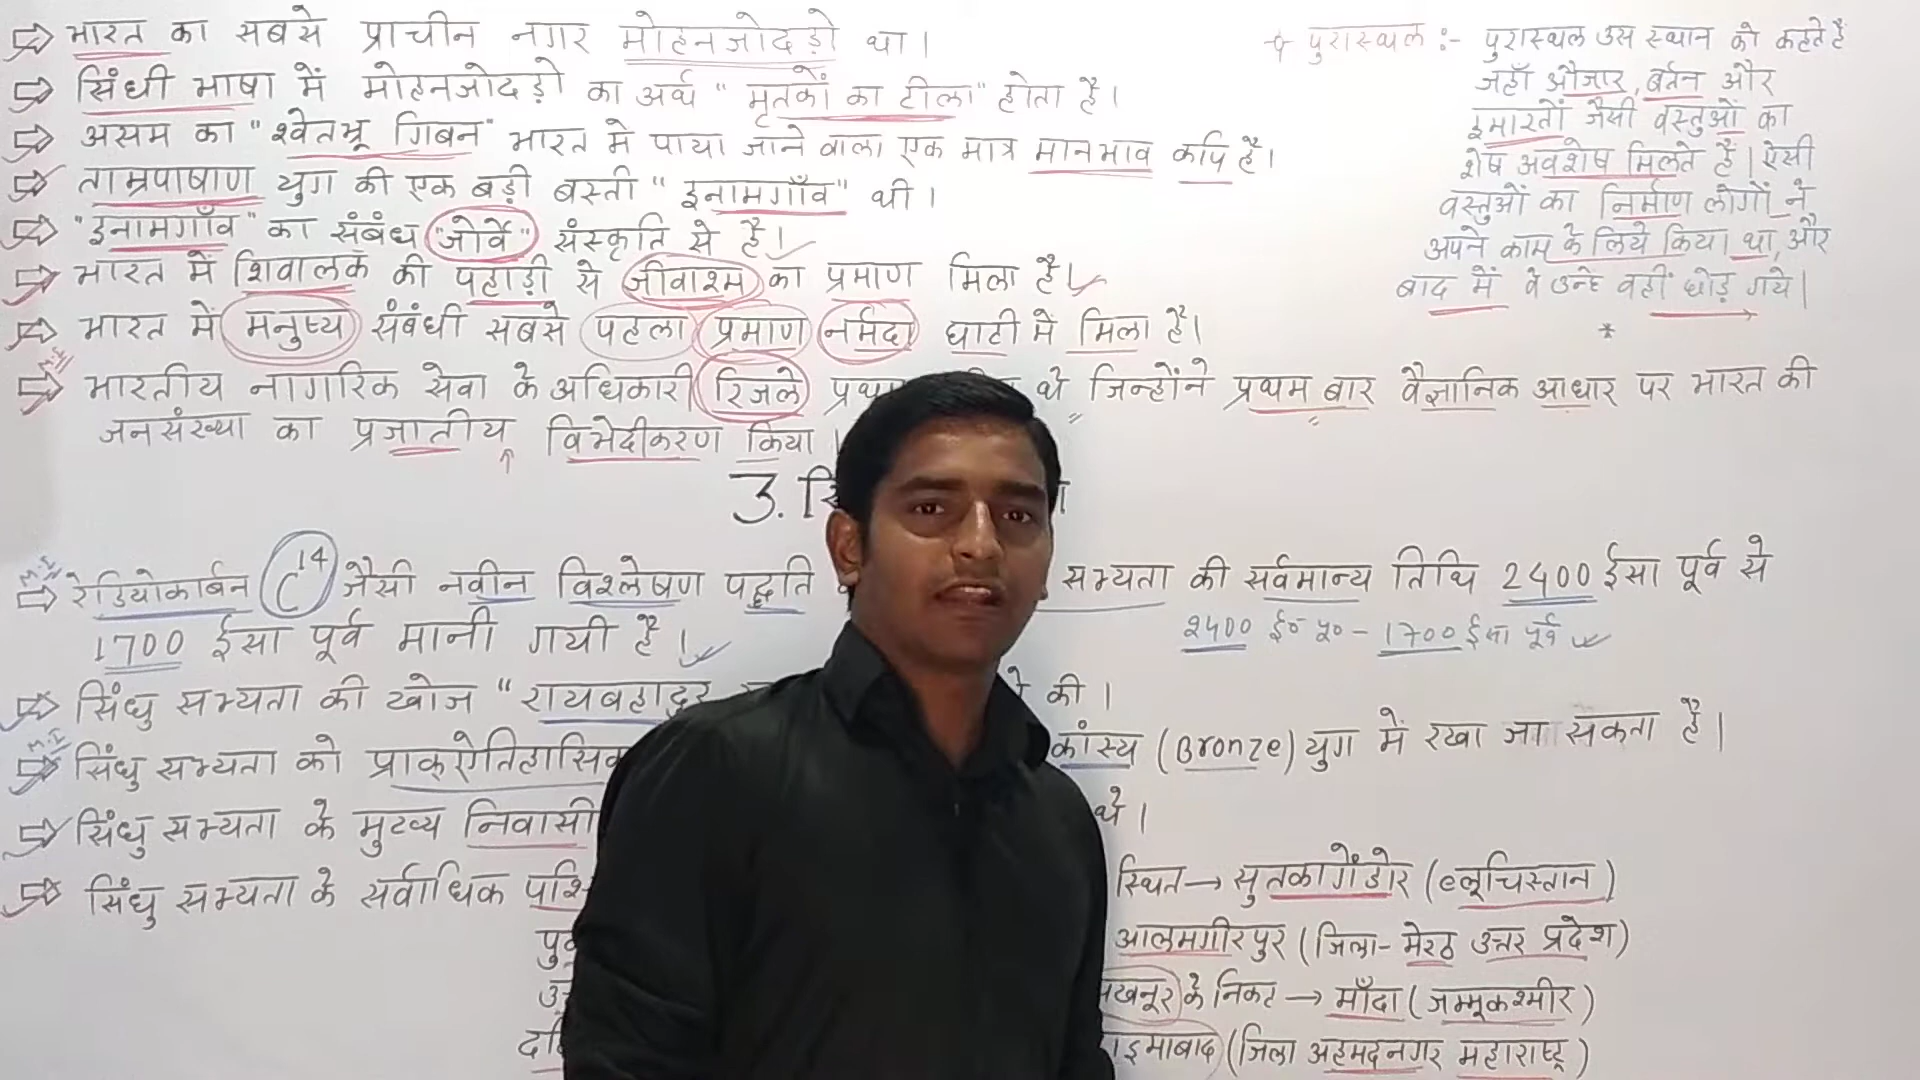 भारत का सबसे प्राचीन नगर मोहनजोदड़ो था।
सिंधी भाषा में मोहनजोदड़ो का अर्थ "मृतकों का टीला" होता है।
असम का "श्वेतभ्रू गिबन" भारत मे पाया जाने वाला एक मात्र मानभाव कपि है।
ताम्रपाषाण युग की एक बड़ी बस्ती "इनामगाँव" थी।
"इनामगाँव" का संबंध "जोर्वे" संस्कृति से है।
भारत में शिवालक की पहाड़ी से जीवाश्म का प्रमाण मिला है।
भारत में मनुष्य संबंधी सबसे पहला प्रमाण नर्मदा घाटी में मिला है।
M.I
भारतीय नागरिक सेवा के अधिकारी रिजले थे जिन्होंने प्रथम बार वैज्ञानिक आधार पर भारत की
जनसंख्या का प्रजातीय विभेदीकरण किया।
पुरास्थल :- पुरास्थल उस स्थान को कहते है
जहाँ औजार, बर्तन और
इमारतों जैसी वस्तुओं का
शेष अवशेष मिलते हैं। ऐसी
वस्तुओं का निर्माण लोगों ने
अपने काम के लिये किया था, और
बाद में वे उन्हे वहीं छोड़ गये।
*
3.
M.I
रेडियोकार्बन C14 जैसी नवीन विश्लेषण पद्धति सभ्यता की सर्वमान्य तिथि 2400 ईसा पूर्व से
1700 ईसा पूर्व मानी गयी है।
2400 ई० पू० - 1700 ईसा पूर्व
सिंधु सभ्यता की खोज "रायबहादुर की।
M.I
सिंधु सभ्यता को कांस्य (Bronze) युग में रखा जा सकता है।
सिंधु सभ्यता के मुख्य निवासी थे।
सिंधु सभ्यता के सर्वाधिक स्थित → सुतकागेंडोर (बलूचिस्तान)
आलमगीरपुर (जिला- मेरठ उत्तर प्रदेश)
के निकट → माँदा (जम्मूकश्मीर)
(जिला अहमदनगर महाराष्ट्र)